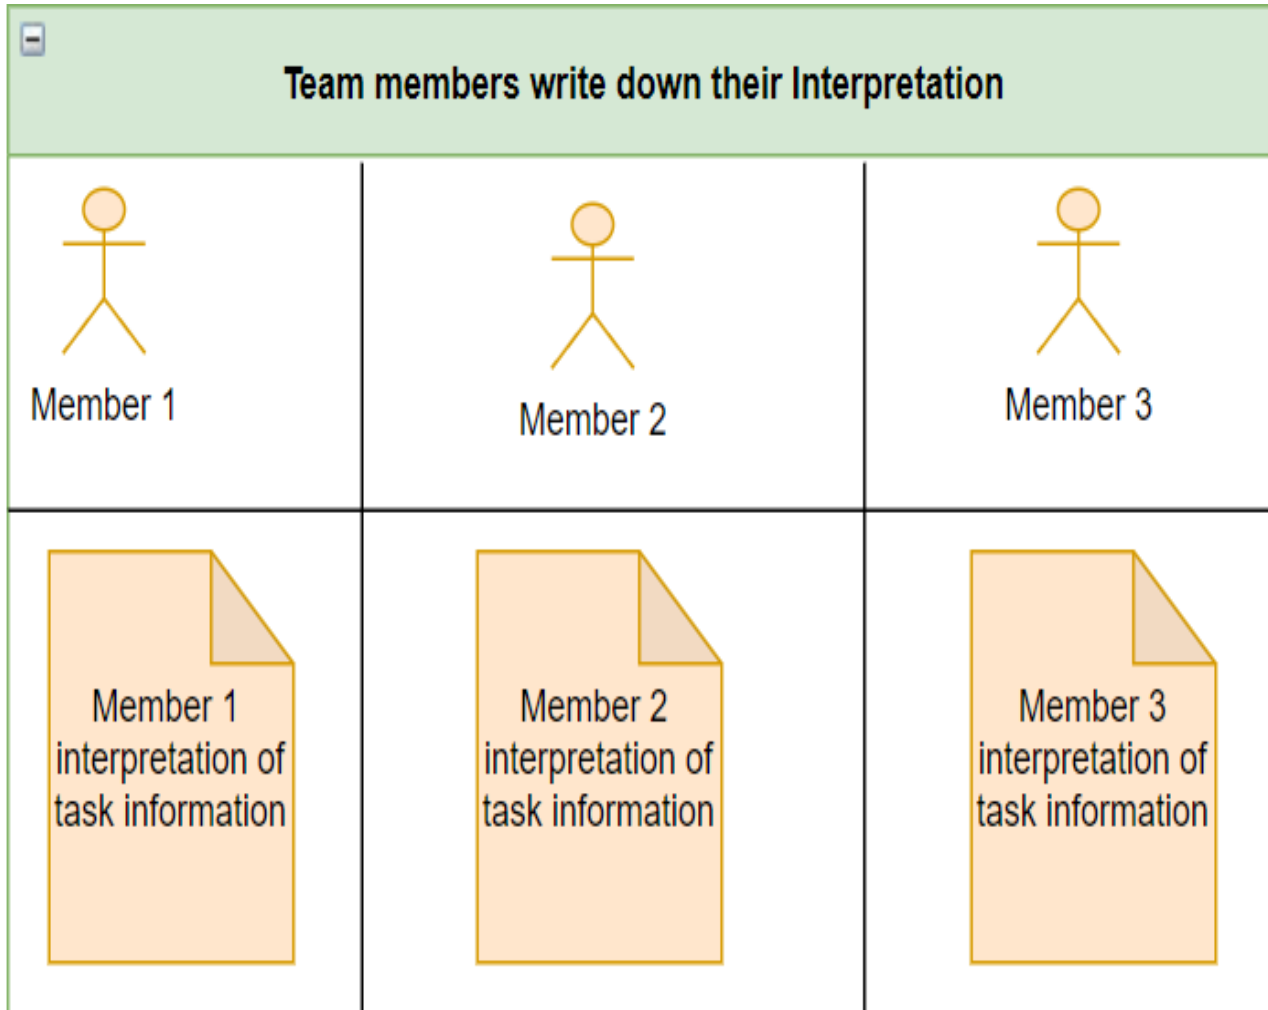 Team members write down their Interpretation
Member 1
Member 2
Member 3
Member 1
interpretation of
task information
Member 2
interpretation of
task information
Member 3
interpretation of
task information